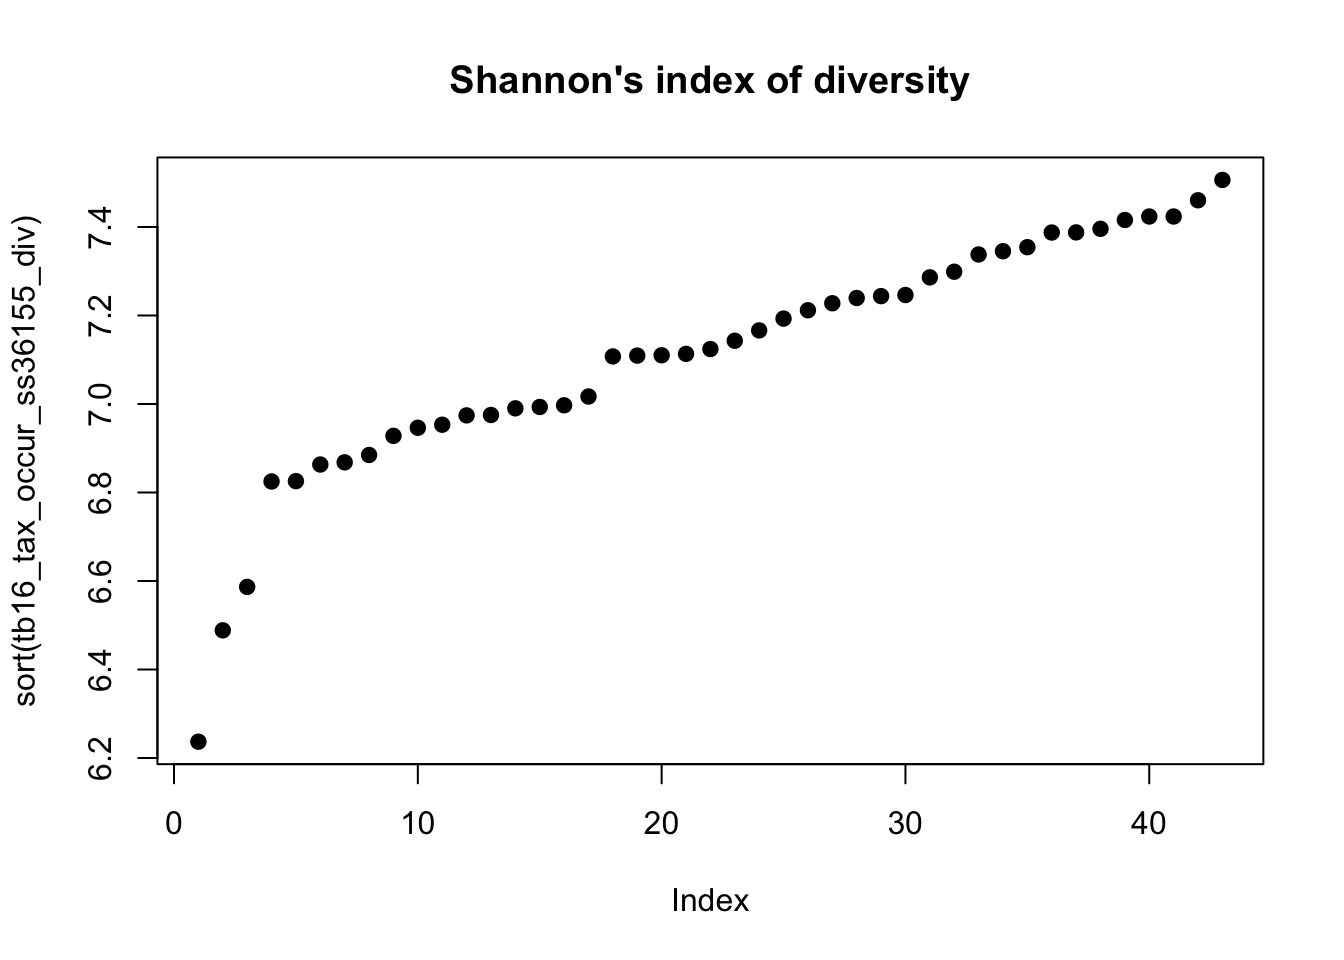 Shannon's index of diversity
sort(tb16_tax_occur_ss36155_div)
7.4
7.2
7.0
6.8
6.6
6.4
6.2
0 10 20 30 40
Index